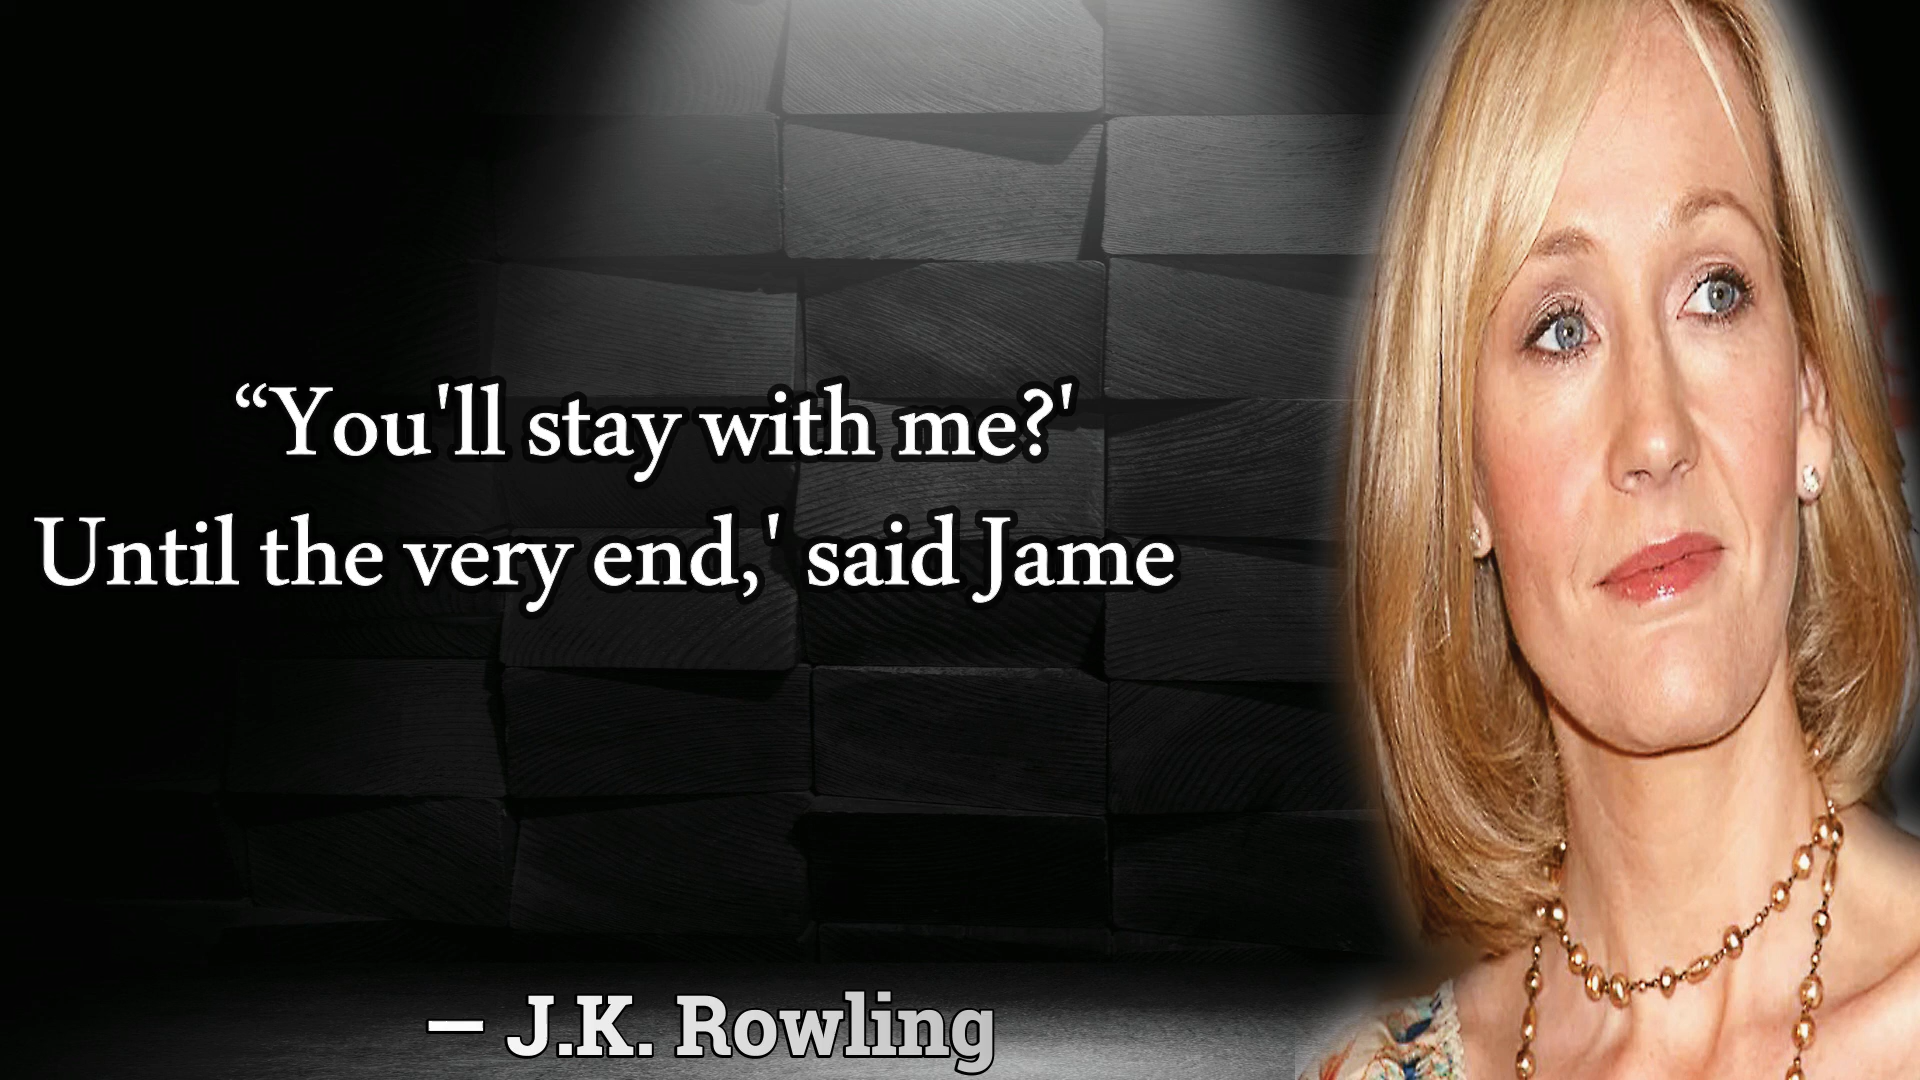 “You'll stay with me?'
Until the very end,' said Jame
— J.K. Rowling